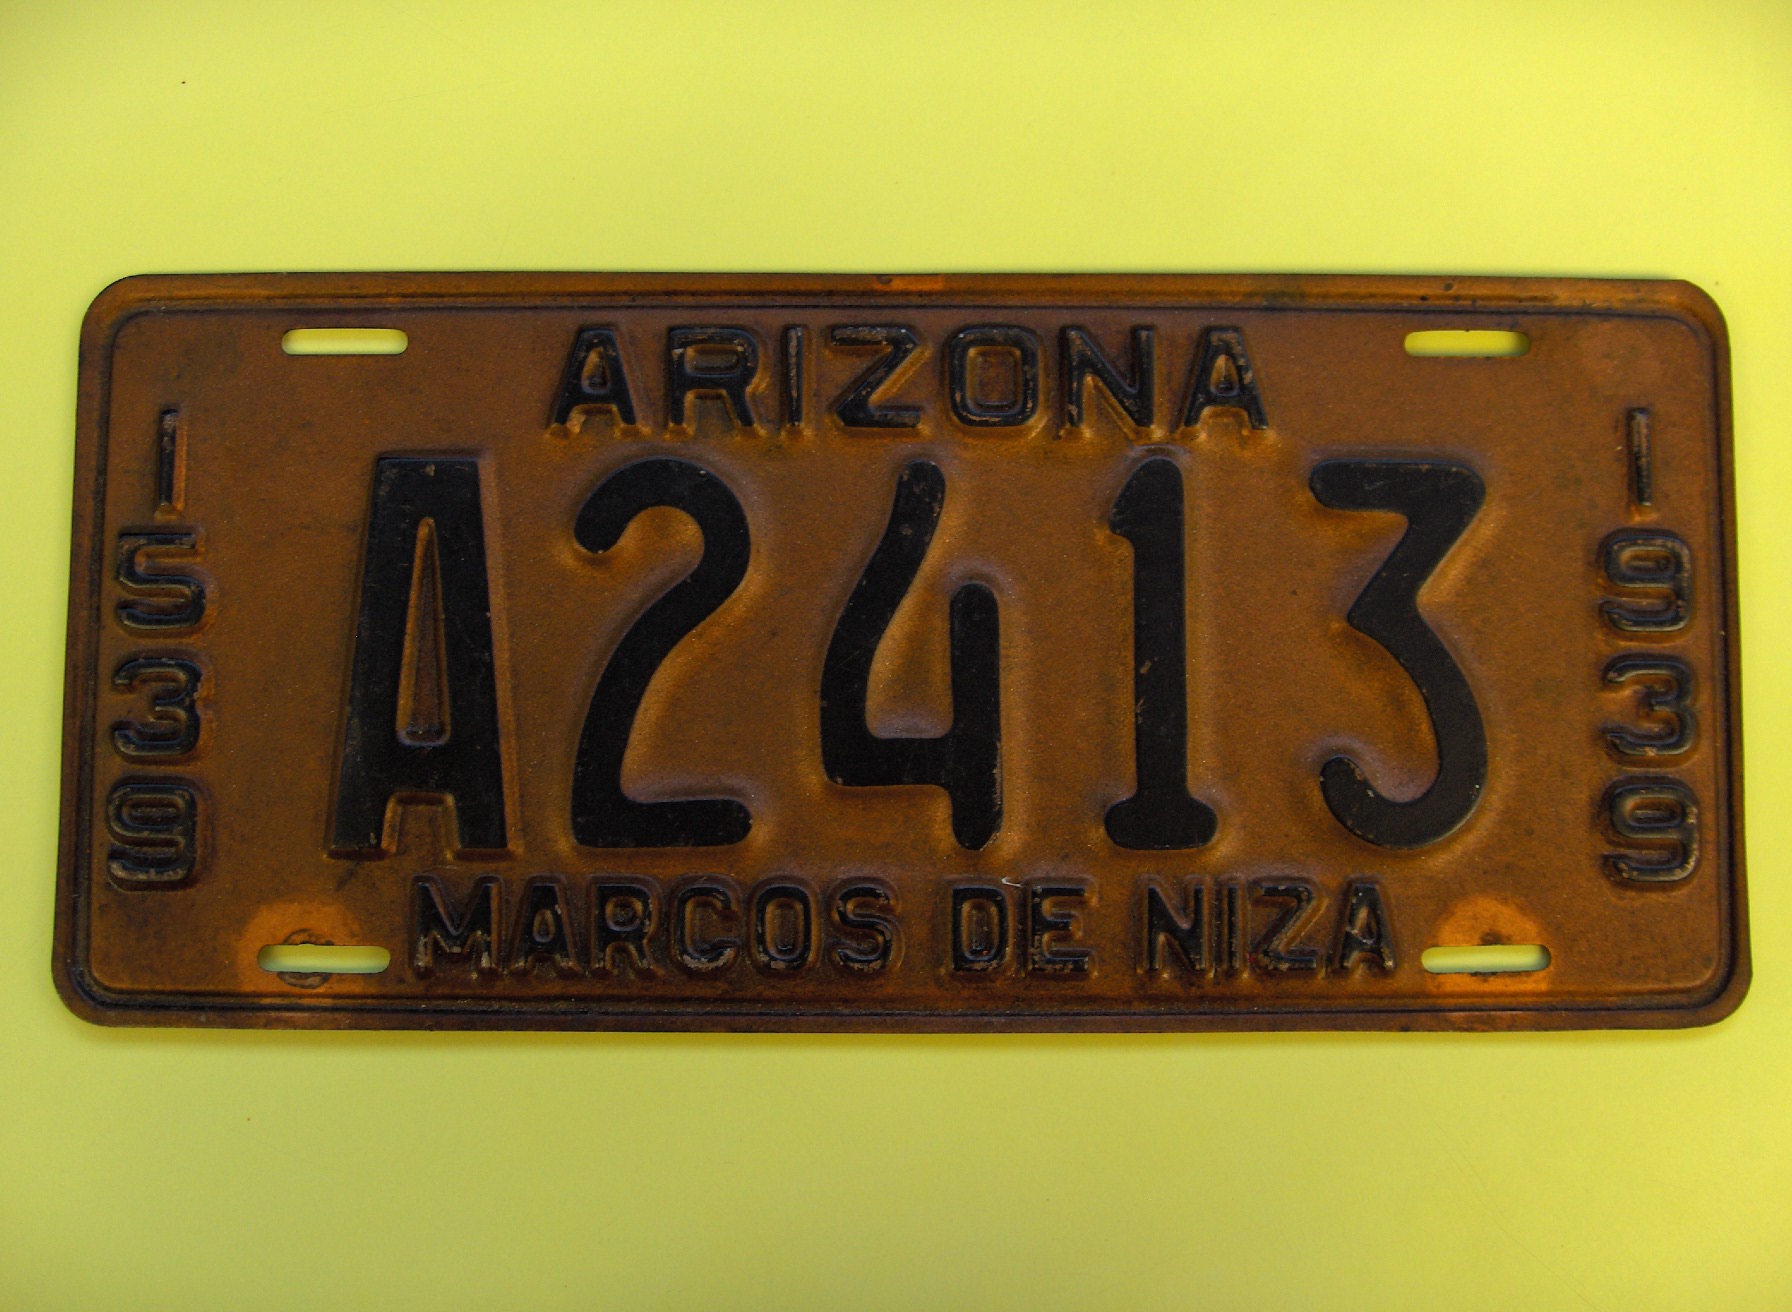 ARIZONA
1539
A2413
1939
MARCOS DE NIZA